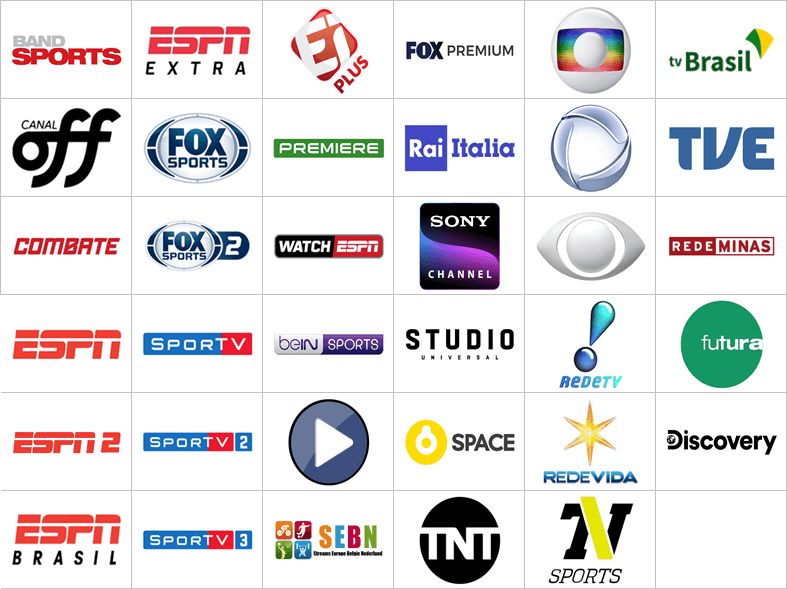 BAND
SPORTS
ESPN
EXTRA
EI
PLUS
FOX PREMIUM
tv Brasil
CANAL
off
FOX
SPORTS
PREMIERE
Rai Italia
TVE
COMBATE
FOX
SPORTS 2
WATCH ESPN
SONY
CHANNEL
REDE MINAS
ESPN
SPORTV
beIN SPORTS
STUDIO
UNIVERSAL
REDETV
futura
ESPN 2
SPORTV 2
SPACE
REDEVIDA
Discovery
ESPN
BRASIL
SPORTV 3
SEBN
Streams Europe Belgie Nederland
TNT
TN
SPORTS